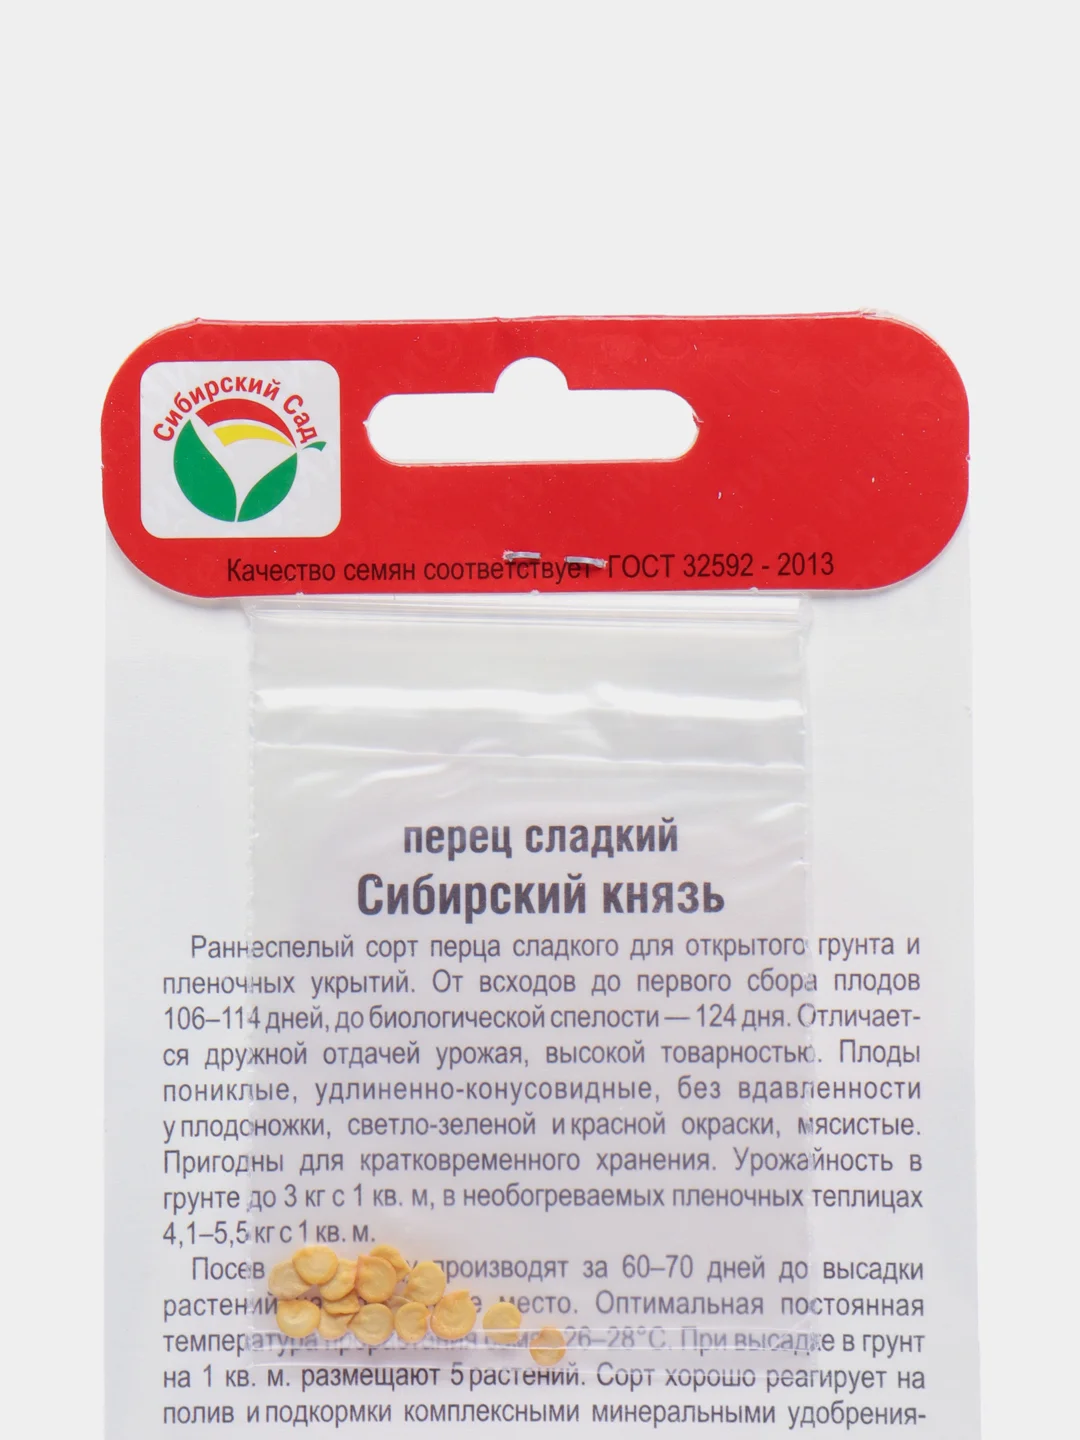 Сибирский Сад
Качество семян соответствует ГОСТ 32592 - 2013
перец сладкий
Сибирский князь
Раннеспелый сорт перца сладкого для открытого грунта и
пленочных укрытий. От всходов до первого сбора плодов
106–114 дней, до биологической спелости — 124 дня. Отличает-
ся дружной отдачей урожая, высокой товарностью. Плоды
пониклые, удлиненно-конусовидные, без вдавленности
у плодоножки, светло-зеленой и красной окраски, мясистые.
Пригодны для кратковременного хранения. Урожайность в
грунте до 3 кг с 1 кв. м, в необогреваемых пленочных теплицах
4,1–5,5 кг с 1 кв. м.
Посев производят за 60–70 дней до высадки
растений место. Оптимальная постоянная
температура прорастания 26–28°С. При высадке в грунт
на 1 кв. м. размещают 5 растений. Сорт хорошо реагирует на
полив и подкормки комплексными минеральными удобрения-